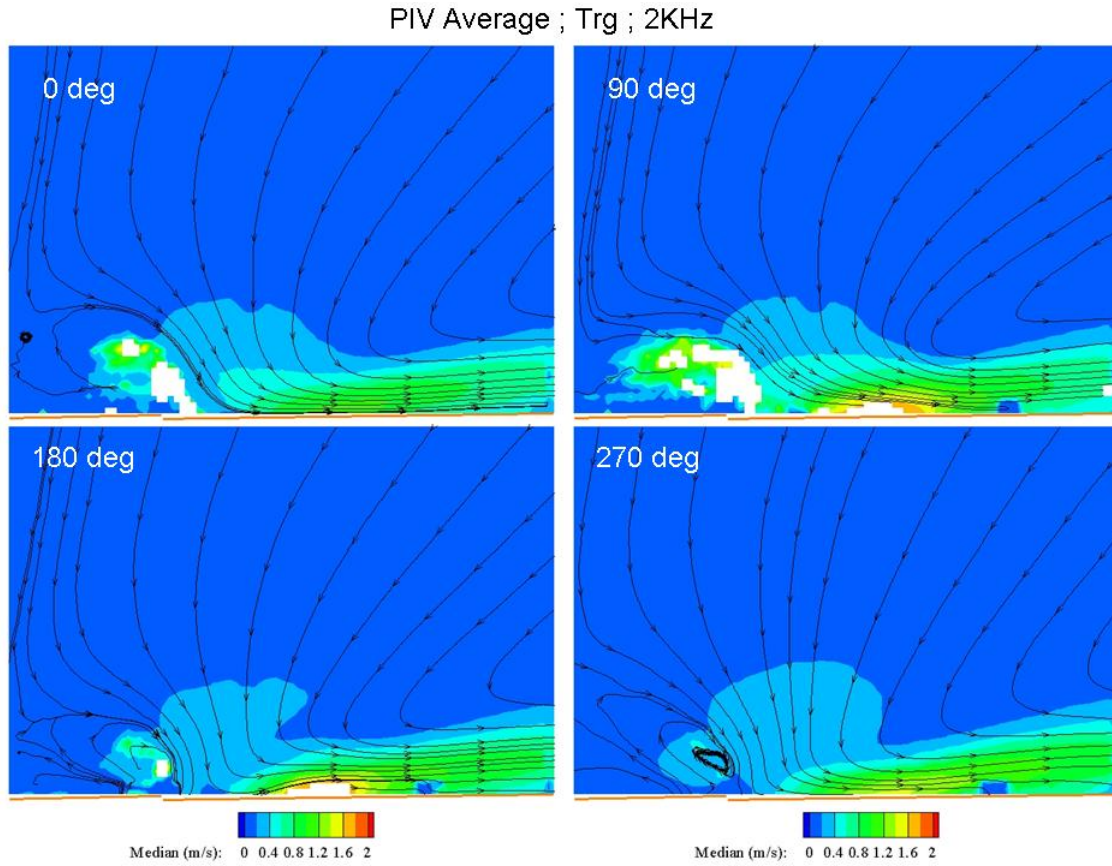 PIV Average ; Trg ; 2KHz
0 deg
90 deg
180 deg
270 deg
Median (m/s): 0 0.4 0.8 1.2 1.6 2
Median (m/s): 0 0.4 0.8 1.2 1.6 2